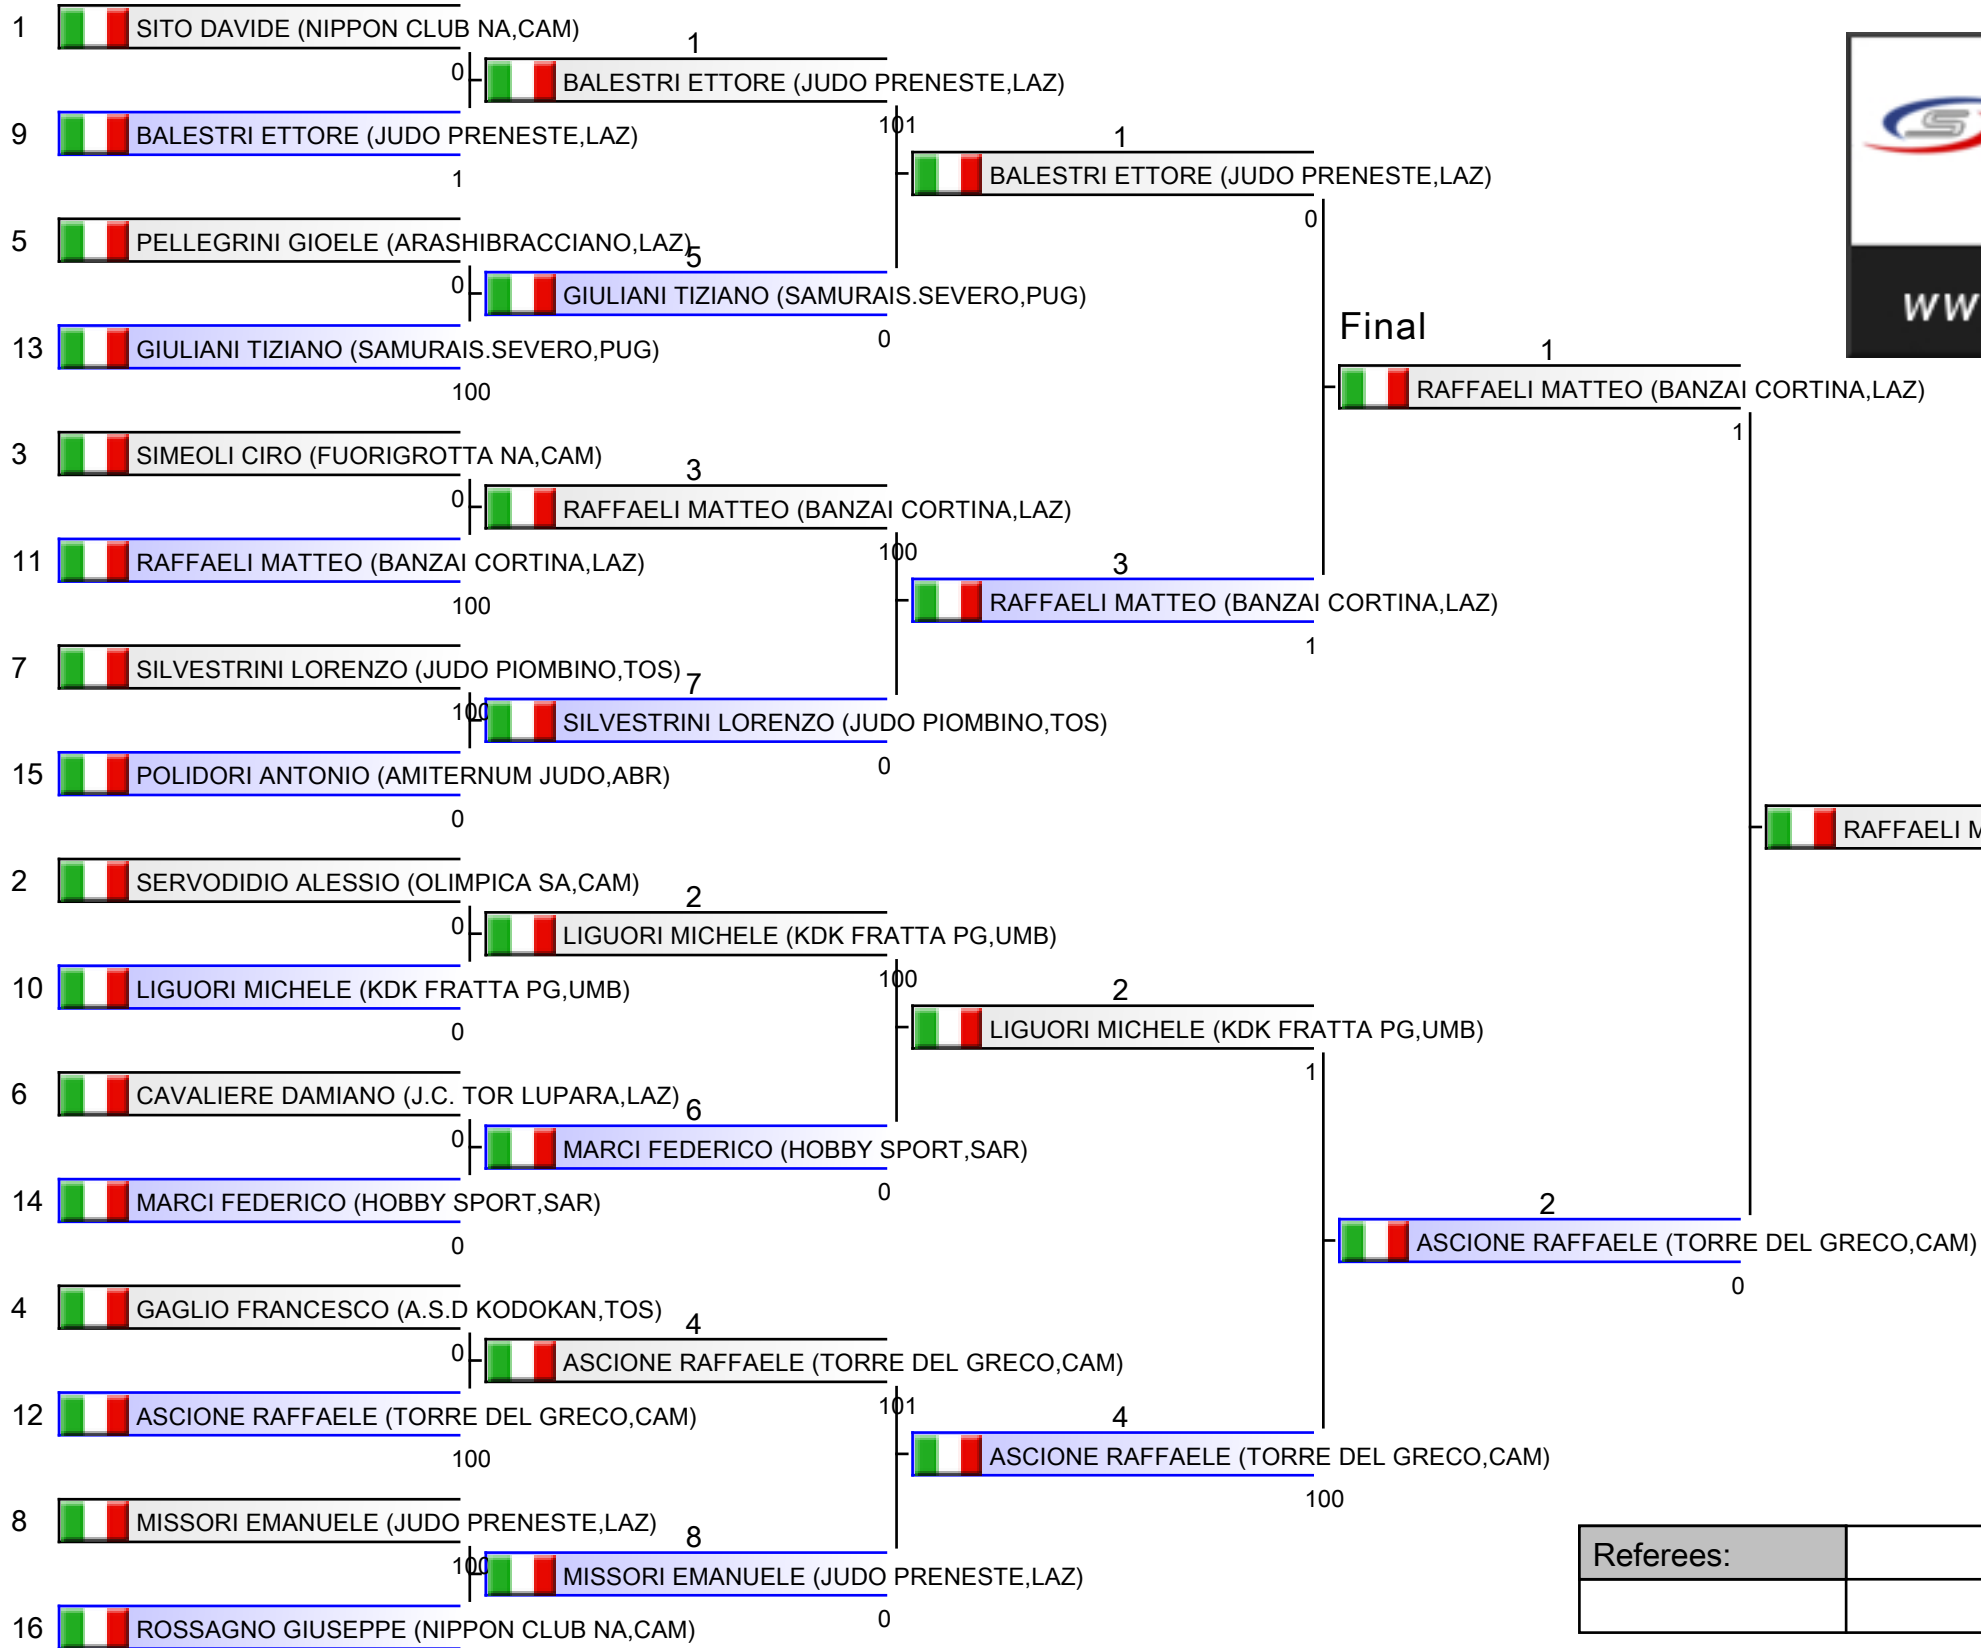 1 SITO DAVIDE (NIPPON CLUB NA,CAM)
0
9 BALESTRI ETTORE (JUDO PRENESTE,LAZ)
1
5 PELLEGRINI GIOELE (ARASHIBRACCIANO,LAZ)
0
13 GIULIANI TIZIANO (SAMURAIS.SEVERO,PUG)
100
3 SIMEOLI CIRO (FUORIGROTTA NA,CAM)
0
11 RAFFAELI MATTEO (BANZAI CORTINA,LAZ)
100
7 SILVESTRINI LORENZO (JUDO PIOMBINO,TOS)
100
15 POLIDORI ANTONIO (AMITERNUM JUDO,ABR)
0
2 SERVODIDIO ALESSIO (OLIMPICA SA,CAM)
0
10 LIGUORI MICHELE (KDK FRATTA PG,UMB)
0
6 CAVALIERE DAMIANO (J.C. TOR LUPARA,LAZ)
0
14 MARCI FEDERICO (HOBBY SPORT,SAR)
0
4 GAGLIO FRANCESCO (A.S.D KODOKAN,TOS)
0
12 ASCIONE RAFFAELE (TORRE DEL GRECO,CAM)
100
8 MISSORI EMANUELE (JUDO PRENESTE,LAZ)
100
16 ROSSAGNO GIUSEPPE (NIPPON CLUB NA,CAM)
1
BALESTRI ETTORE (JUDO PRENESTE,LAZ)
101
5
GIULIANI TIZIANO (SAMURAIS.SEVERO,PUG)
0
3
RAFFAELI MATTEO (BANZAI CORTINA,LAZ)
100
7
SILVESTRINI LORENZO (JUDO PIOMBINO,TOS)
0
2
LIGUORI MICHELE (KDK FRATTA PG,UMB)
100
6
MARCI FEDERICO (HOBBY SPORT,SAR)
0
4
ASCIONE RAFFAELE (TORRE DEL GRECO,CAM)
101
8
MISSORI EMANUELE (JUDO PRENESTE,LAZ)
0
1
BALESTRI ETTORE (JUDO PRENESTE,LAZ)
0
3
RAFFAELI MATTEO (BANZAI CORTINA,LAZ)
1
2
LIGUORI MICHELE (KDK FRATTA PG,UMB)
1
4
ASCIONE RAFFAELE (TORRE DEL GRECO,CAM)
100
Final
1
RAFFAELI MATTEO (BANZAI CORTINA,LAZ)
1
2
ASCIONE RAFFAELE (TORRE DEL GRECO,CAM)
0
RAFFAELI
S
Referees: